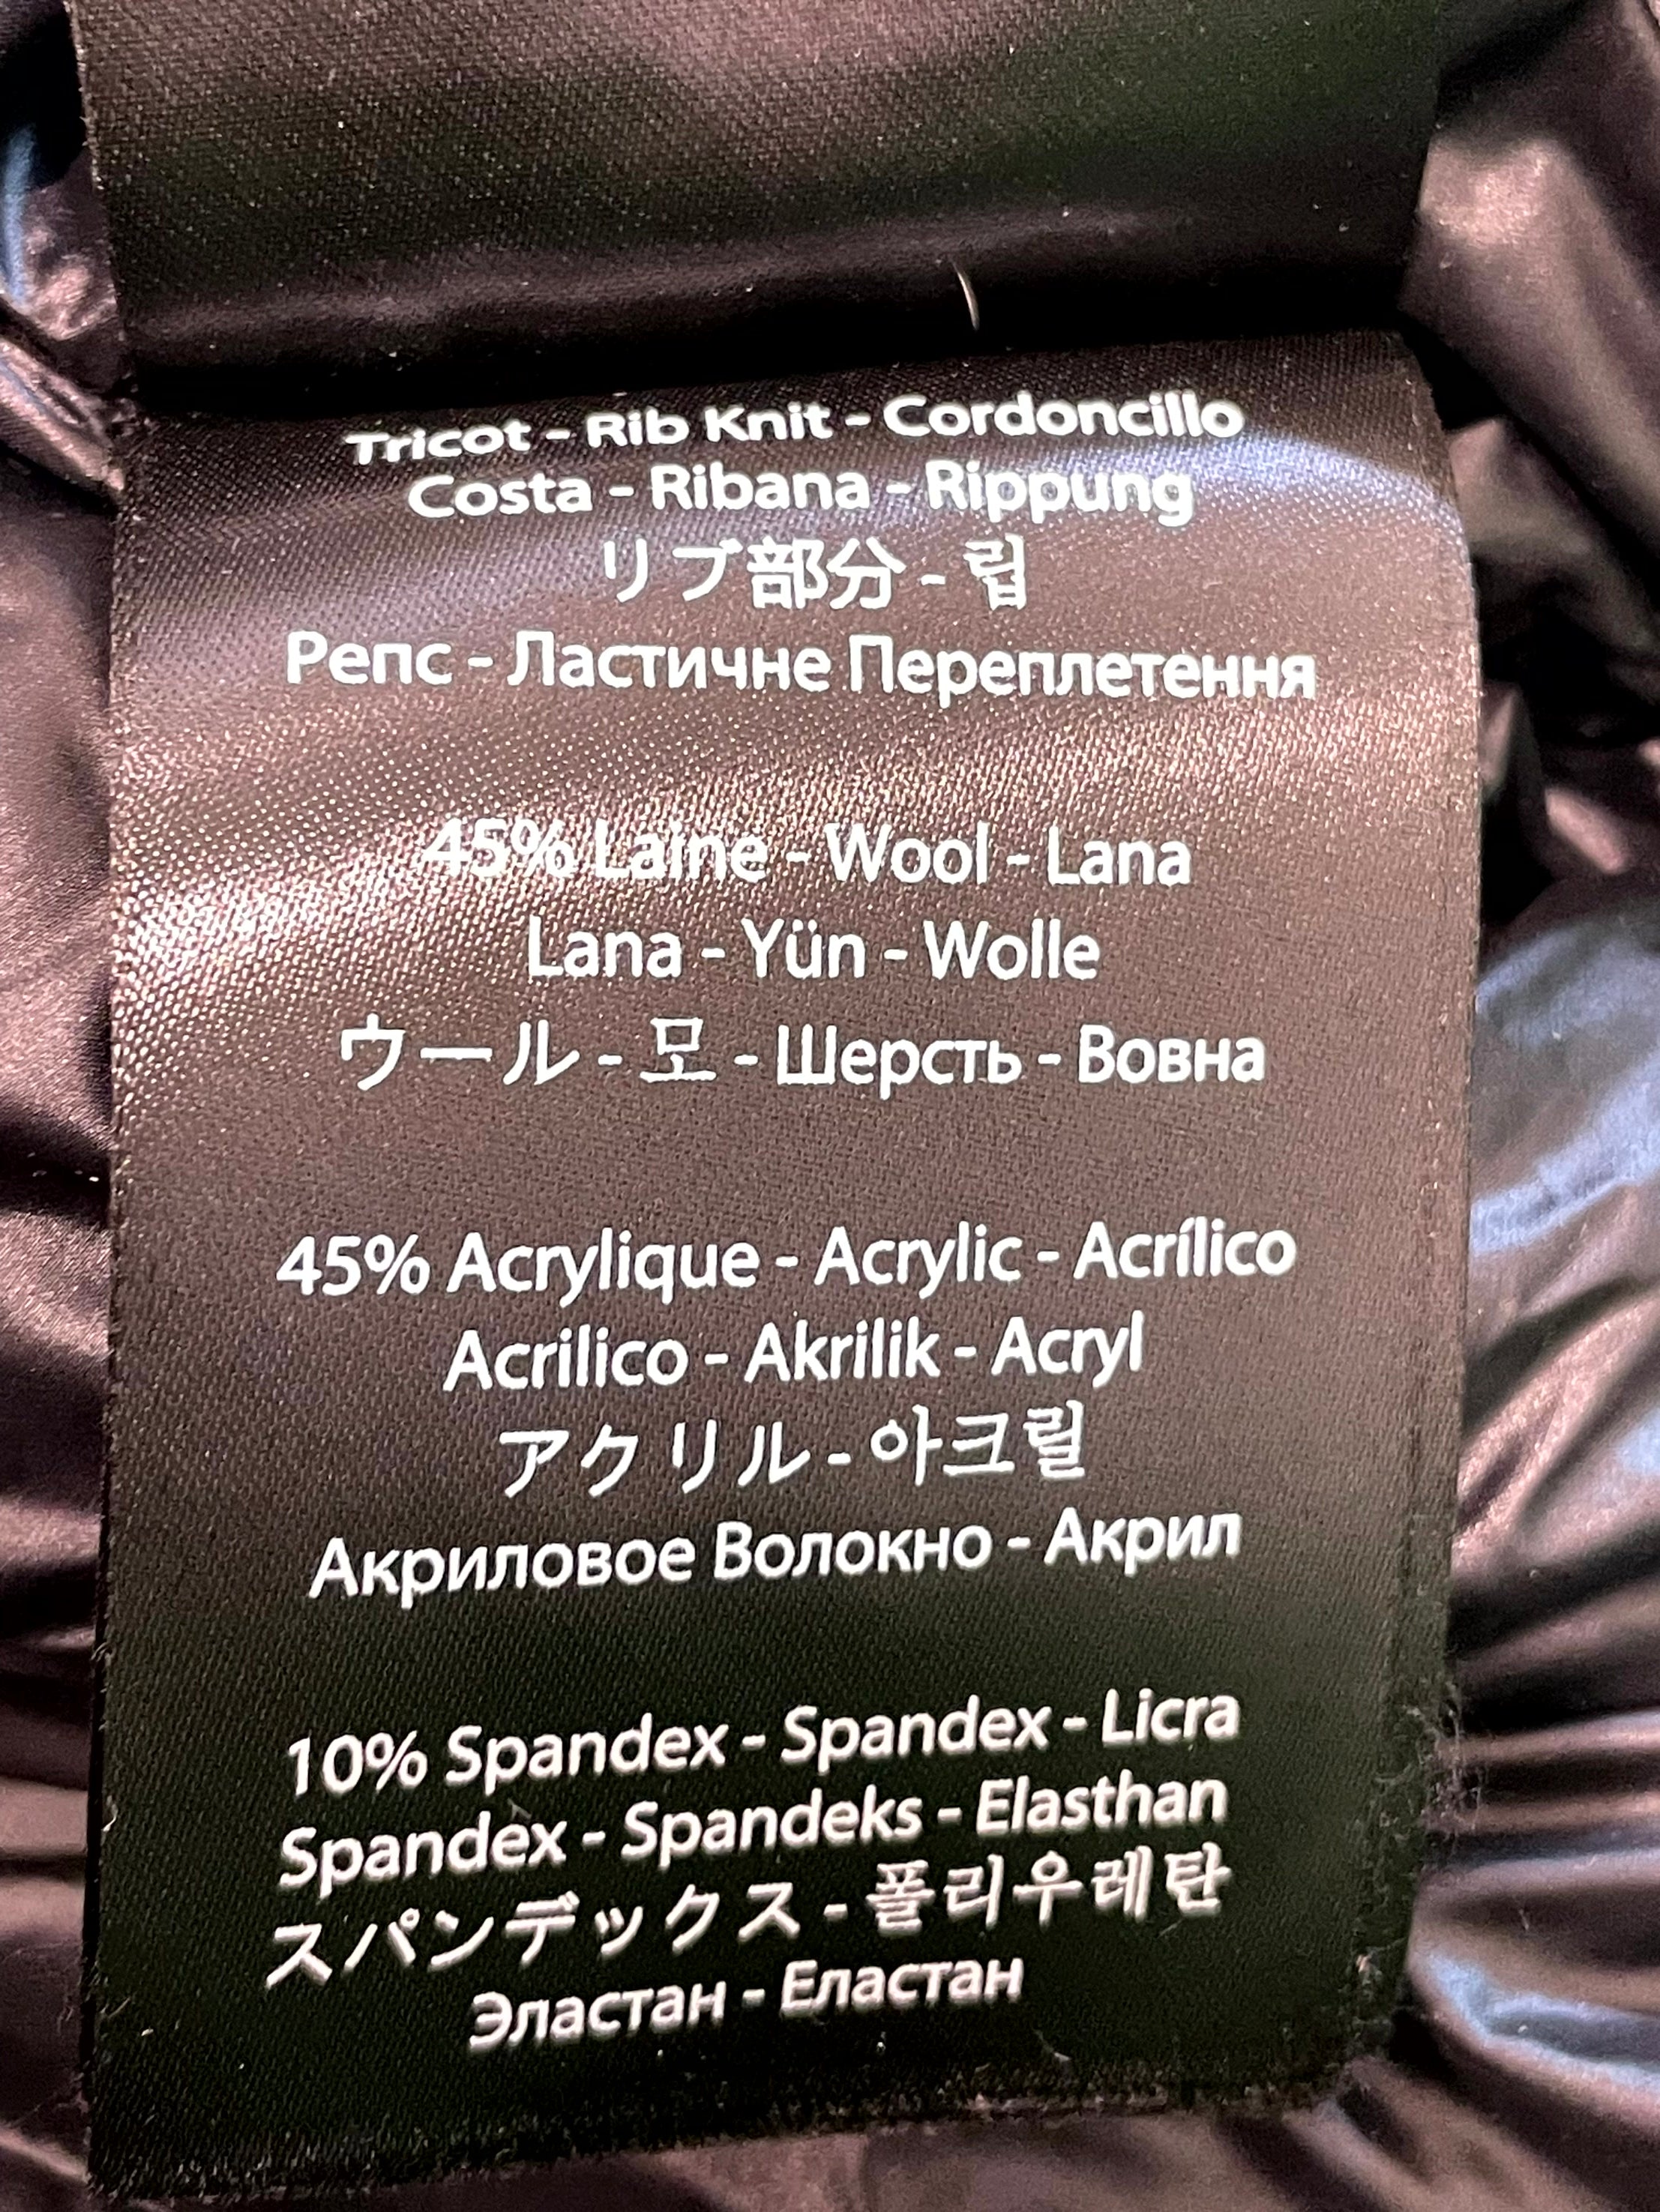 Tricot - Rib Knit - Cordoncillo
Costa - Ribana - Rippung
リブ部分 - 립
Репс - Ластичне Переплетення
45% Laine - Wool - Lana
Lana - Yün - Wolle
ウール - 모 - Шерсть - Вовна
45% Acrylique - Acrylic - Acrílico
Acrilico - Akrilik - Acryl
アクリル - 아크릴
Акриловое Волокно - Акрил
10% Spandex - Spandex - Licra
Spandex - Spandeks - Elasthan
スパンデックス - 폴리우레탄
Эластан - Еластан